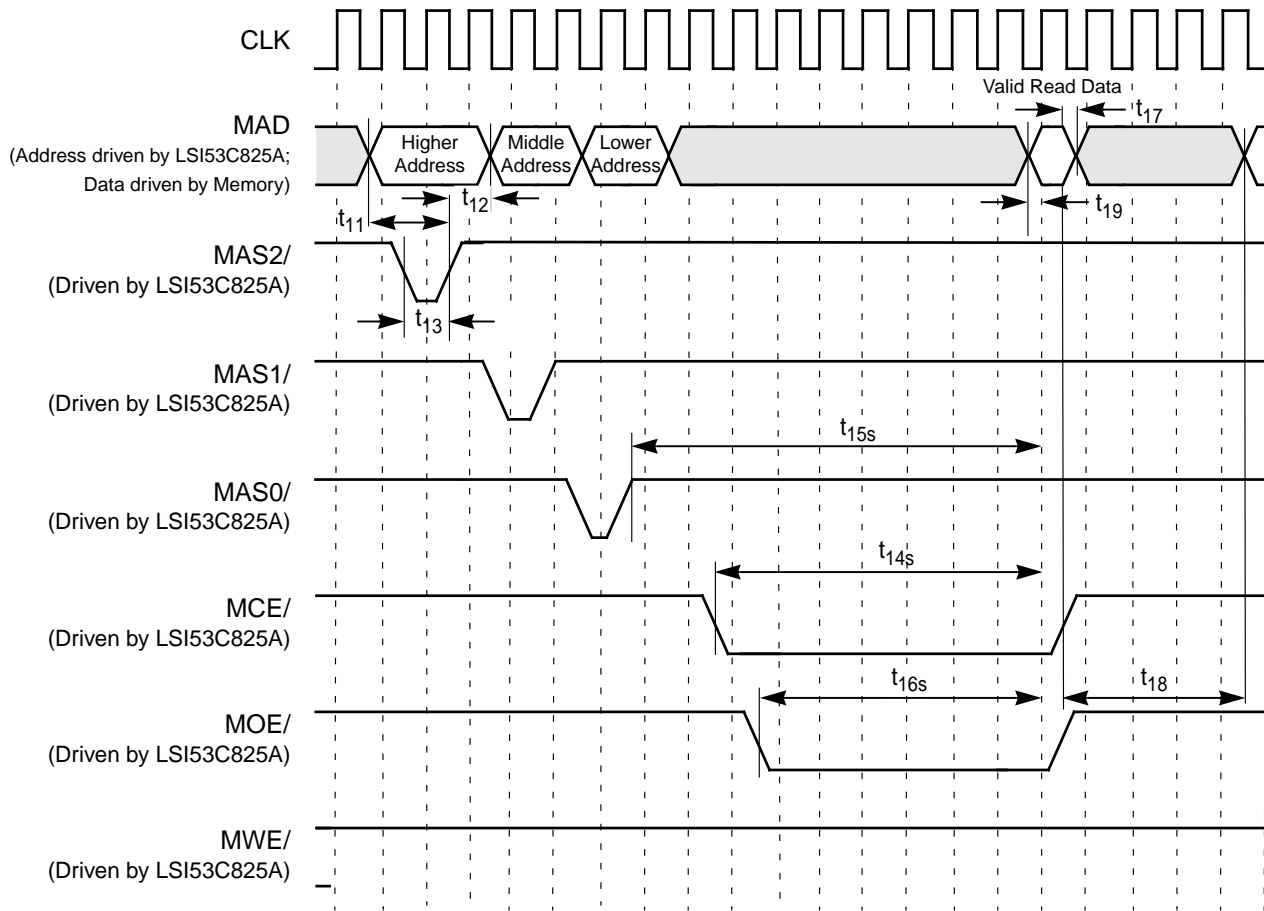 CLK
Valid Read Data
t17
MAD
(Address driven by LSI53C825A;
Data driven by Memory)
Higher
Address
Middle
Address
Lower
Address
t11
t12
t19
MAS2/
(Driven by LSI53C825A)
t13
MAS1/
(Driven by LSI53C825A)
t15s
MAS0/
(Driven by LSI53C825A)
t14s
MCE/
(Driven by LSI53C825A)
t16s
t18
MOE/
(Driven by LSI53C825A)
MWE/
(Driven by LSI53C825A)